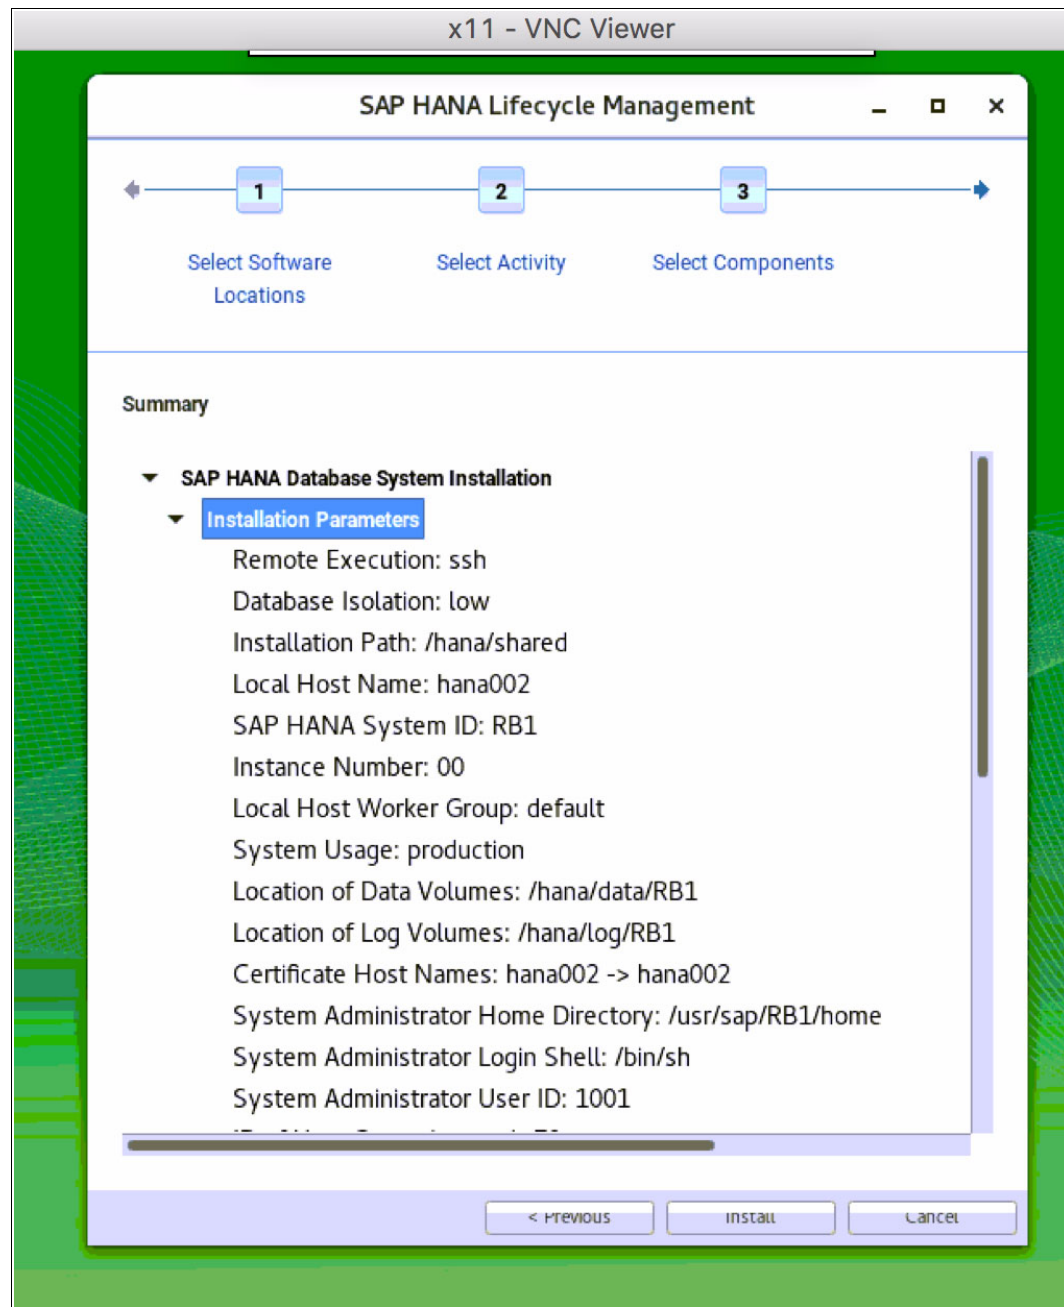 x11 - VNC Viewer
SAP HANA Lifecycle Management
1
2
3
Select Software
Locations
Select Activity
Select Components
Summary
SAP HANA Database System Installation
Installation Parameters
Remote Execution: ssh
Database Isolation: low
Installation Path: /hana/shared
Local Host Name: hana002
SAP HANA System ID: RB1
Instance Number: 00
Local Host Worker Group: default
System Usage: production
Location of Data Volumes: /hana/data/RB1
Location of Log Volumes: /hana/log/RB1
Certificate Host Names: hana002 -> hana002
System Administrator Home Directory: /usr/sap/RB1/home
System Administrator Login Shell: /bin/sh
System Administrator User ID: 1001
< Previous
Install
Cancel